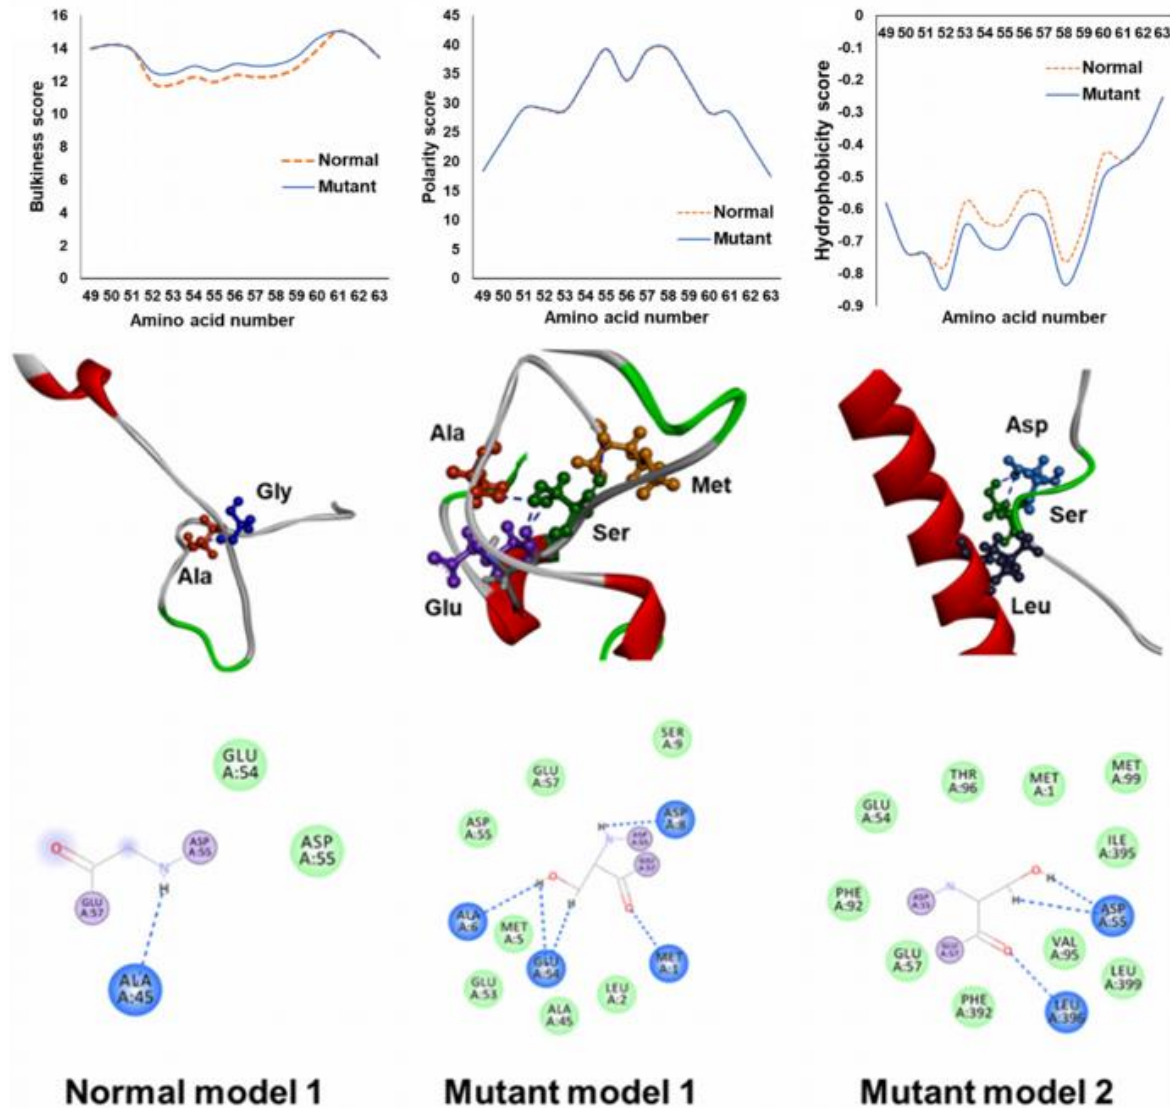 16
14
12
10
8
6
4
2
0
Bulkiness score
Normal
Mutant
49 50 51 52 53 54 55 56 57 58 59 60 61 62 63
Amino acid number
45
40
35
30
25
20
15
10
5
0
Polarity score
Normal
Mutant
49 50 51 52 53 54 55 56 57 58 59 60 61 62 63
Amino acid number
0
-0.1
-0.2
-0.3
-0.4
-0.5
-0.6
-0.7
-0.8
-0.9
Hydrophobicity score
49 50 51 52 53 54 55 56 57 58 59 60 61 62 63
Normal
Mutant
Amino acid number
Gly
Ala
Ala
Met
Ser
Glu
Asp
Ser
Leu
GLU
A:54
O
ASP
A:55
ASP
A:55
N
H
GLU
A:57
ALA
A:45
SER
A:9
GLU
A:57
ASP
A:8
ASP
A:55
H
N
O
H
H
O
ALA
A:6
MET
A:5
GLU
A:54
MET
A:1
GLU
A:53
ALA
A:45
LEU
A:2
THR
A:96
MET
A:1
MET
A:99
GLU
A:54
ILE
A:395
O
H
PHE
A:92
ASP
A:55
N
H
ASP
A:55
GLU
A:57
O
VAL
A:95
LEU
A:399
PHE
A:392
LEU
A:396
Normal model 1
Mutant model 1
Mutant model 2